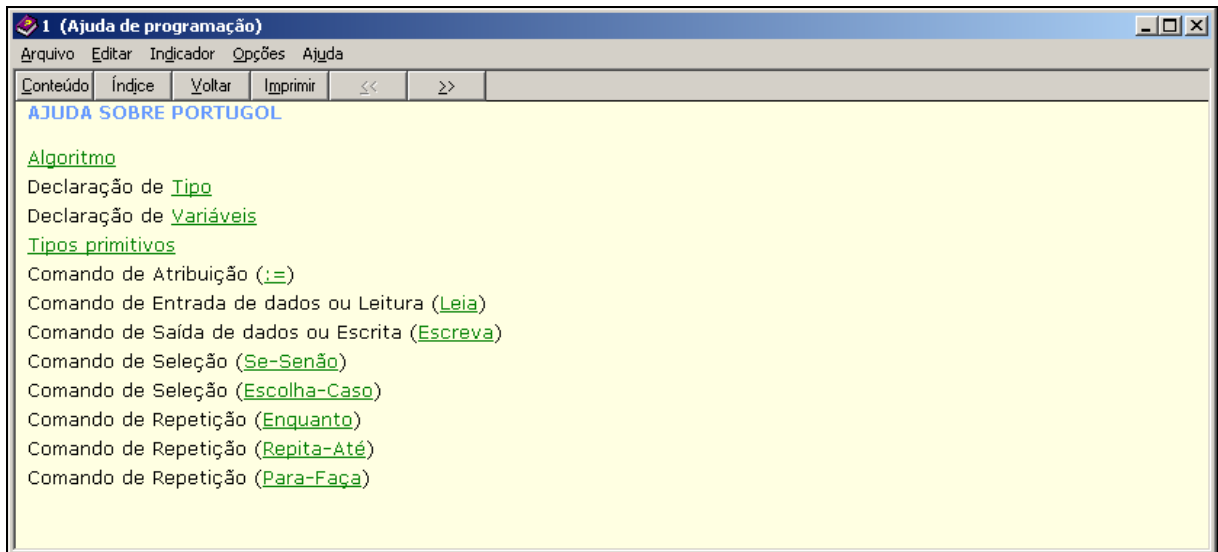 1 (Ajuda de programação)
Arquivo Editar Indicador Opções Ajuda
Conteúdo Índice Voltar Imprimir << >>
AJUDA SOBRE PORTUGOL
Algoritmo
Declaração de Tipo
Declaração de Variáveis
Tipos primitivos
Comando de Atribuição (:=)
Comando de Entrada de dados ou Leitura (Leia)
Comando de Saída de dados ou Escrita (Escreva)
Comando de Seleção (Se-Senão)
Comando de Seleção (Escolha-Caso)
Comando de Repetição (Enquanto)
Comando de Repetição (Repita-Até)
Comando de Repetição (Para-Faça)